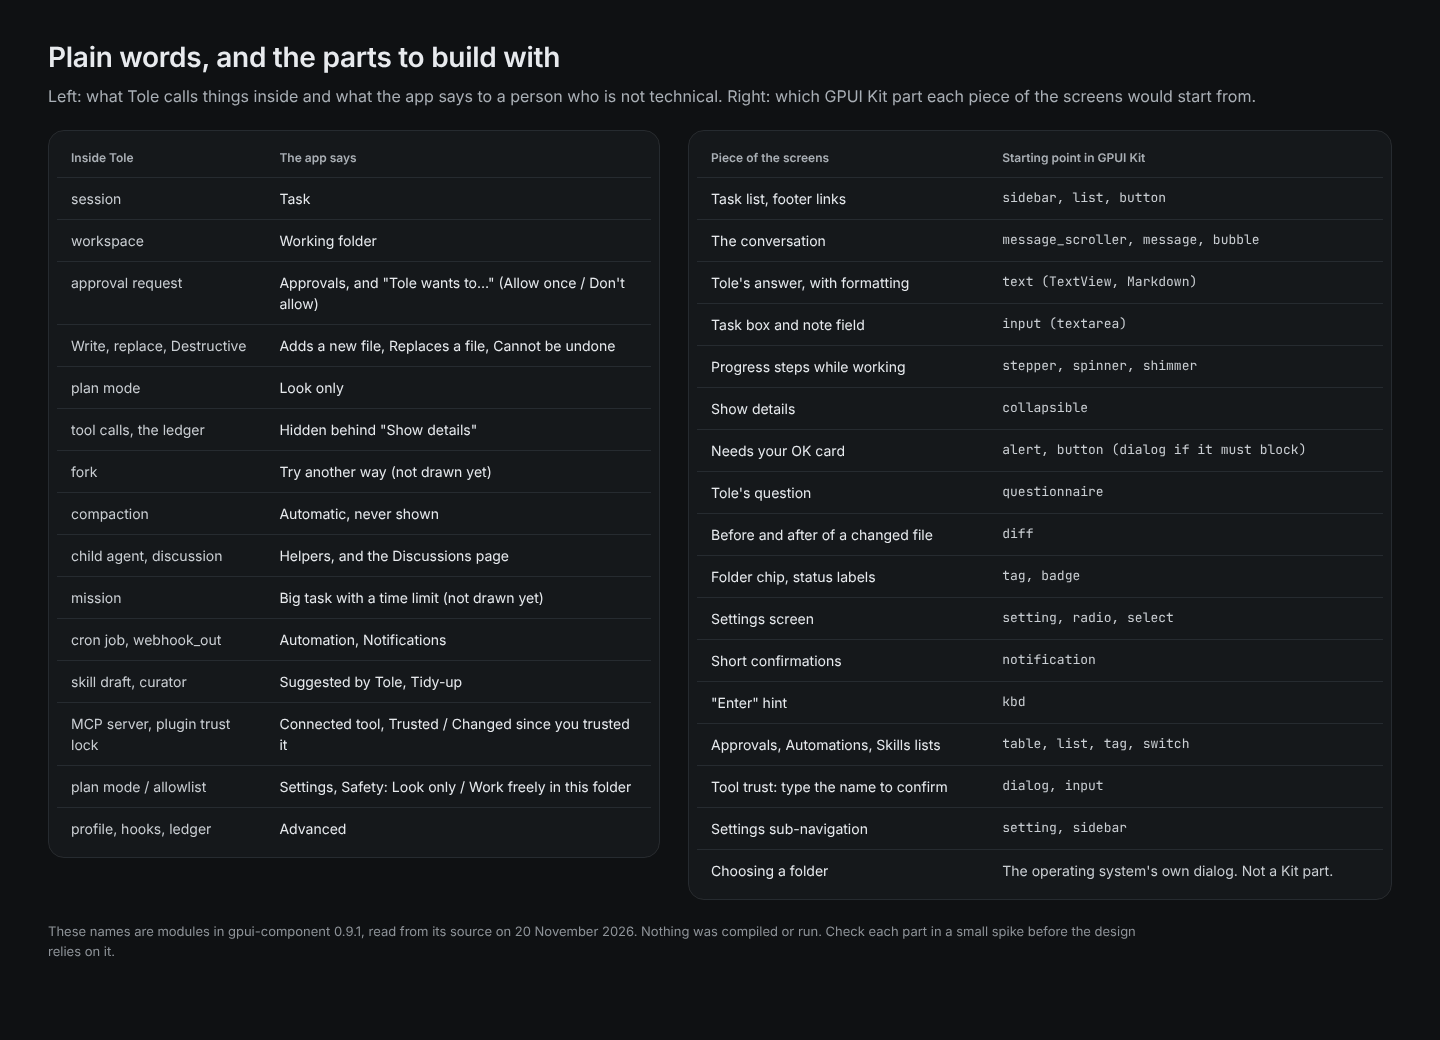 Plain words, and the parts to build with
Left: what Tole calls things inside and what the app says to a person who is not technical. Right: which GPUI Kit part each piece of the screens would start from.
Inside Tole The app says
session Task
workspace Working folder
approval request Approvals, and "Tole wants to..." (Allow once / Don't
allow)
Write, replace, Destructive Adds a new file, Replaces a file, Cannot be undone
plan mode Look only
tool calls, the ledger Hidden behind "Show details"
fork Try another way (not drawn yet)
compaction Automatic, never shown
child agent, discussion Helpers, and the Discussions page
mission Big task with a time limit (not drawn yet)
cron job, webhook_out Automation, Notifications
skill draft, curator Suggested by Tole, Tidy-up
MCP server, plugin trust Connected tool, Trusted / Changed since you trusted
lock it
plan mode / allowlist Settings, Safety: Look only / Work freely in this folder
profile, hooks, ledger Advanced
Piece of the screens Starting point in GPUI Kit
Task list, footer links sidebar, list, button
The conversation message_scroller, message, bubble
Tole's answer, with formatting text (TextView, Markdown)
Task box and note field input (textarea)
Progress steps while working stepper, spinner, shimmer
Show details collapsible
Needs your OK card alert, button (dialog if it must block)
Tole's question questionnaire
Before and after of a changed file diff
Folder chip, status labels tag, badge
Settings screen setting, radio, select
Short confirmations notification
"Enter" hint kbd
Approvals, Automations, Skills lists table, list, tag, switch
Tool trust: type the name to confirm dialog, input
Settings sub-navigation setting, sidebar
Choosing a folder The operating system's own dialog. Not a Kit part.
These names are modules in gpui-component 0.9.1, read from its source on 20 November 2026. Nothing was compiled or run. Check each part in a small spike before the design
relies on it.